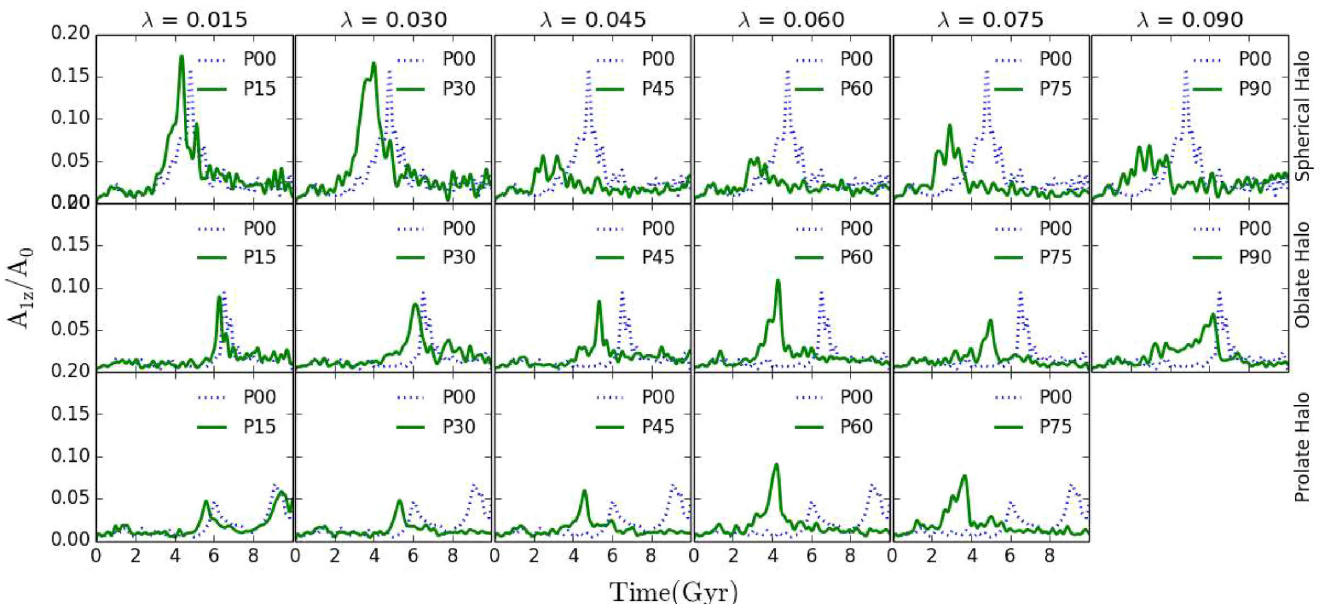 λ = 0.015 λ = 0.030 λ = 0.045 λ = 0.060 λ = 0.075 λ = 0.090
0.20
P00 P00 P00 P00 P00 P00
0.15
P15 P30 P45 P60 P75 P90
0.10
0.05
0.00
Spherical Halo
0.20
P00 P00 P00 P00 P00 P00
0.15
P15 P30 P45 P60 P75 P90
0.10
0.05
Oblate Halo
A1z/A0
0.20
P00 P00 P00 P00 P00
0.15
P15 P30 P45 P60 P75
0.10
0.05
0.00
Prolate Halo
0 2 4 6 8 0 2 4 6 8 0 2 4 6 8 0 2 4 6 8 0 2 4 6 8
Time(Gyr)